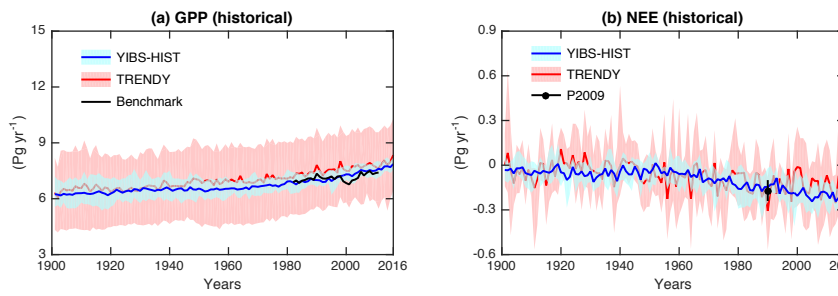 (a) GPP (historical)
15
12
9
6
3
(Pg yr-1)
YIBS-HIST
TRENDY
Benchmark
1900 1920 1940 1960 1980 2000 2016
Years
(b) NEE (historical)
0.9
0.6
0.3
0
-0.3
-0.6
(Pg yr-1)
YIBS-HIST
TRENDY
P2009
1900 1920 1940 1960 1980 2000 20
Years